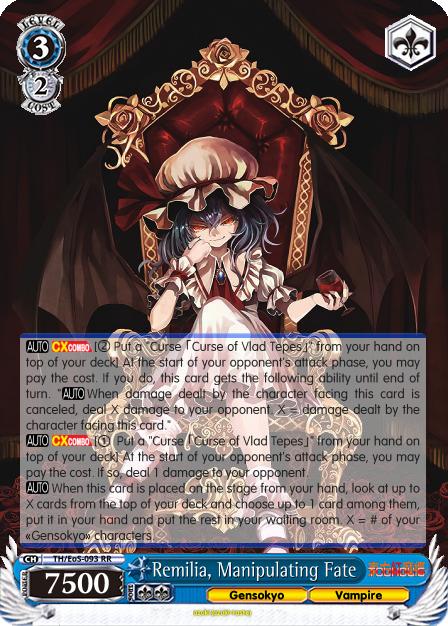 LEVEL
3
2
COST
AUTO CXCOMBO [② Put a "Curse「Curse of Vlad Tepes」" from your hand on
top of your deck] At the start of your opponent's attack phase, you may
pay the cost. If you do, this card gets the following ability until end of
turn. "AUTO When damage dealt by the character facing this card is
canceled, deal X damage to your opponent. X = damage dealt by the
character facing this card."
AUTO CXCOMBO [① Put a "Curse「Curse of Vlad Tepes」" from your hand on
top of your deck] At the start of your opponent's attack phase, you may
pay the cost. If so, deal 1 damage to your opponent.
AUTO When this card is placed on the stage from your hand, look at up to
X cards from the top of your deck and choose up to 1 card among them,
put it in your hand and put the rest in your waiting room. X = # of your
«Gensokyo» characters.
CH TH/EoS-093 RR
POWER 7500 SOUL Remilia, Manipulating Fate
Gensokyo Vampire